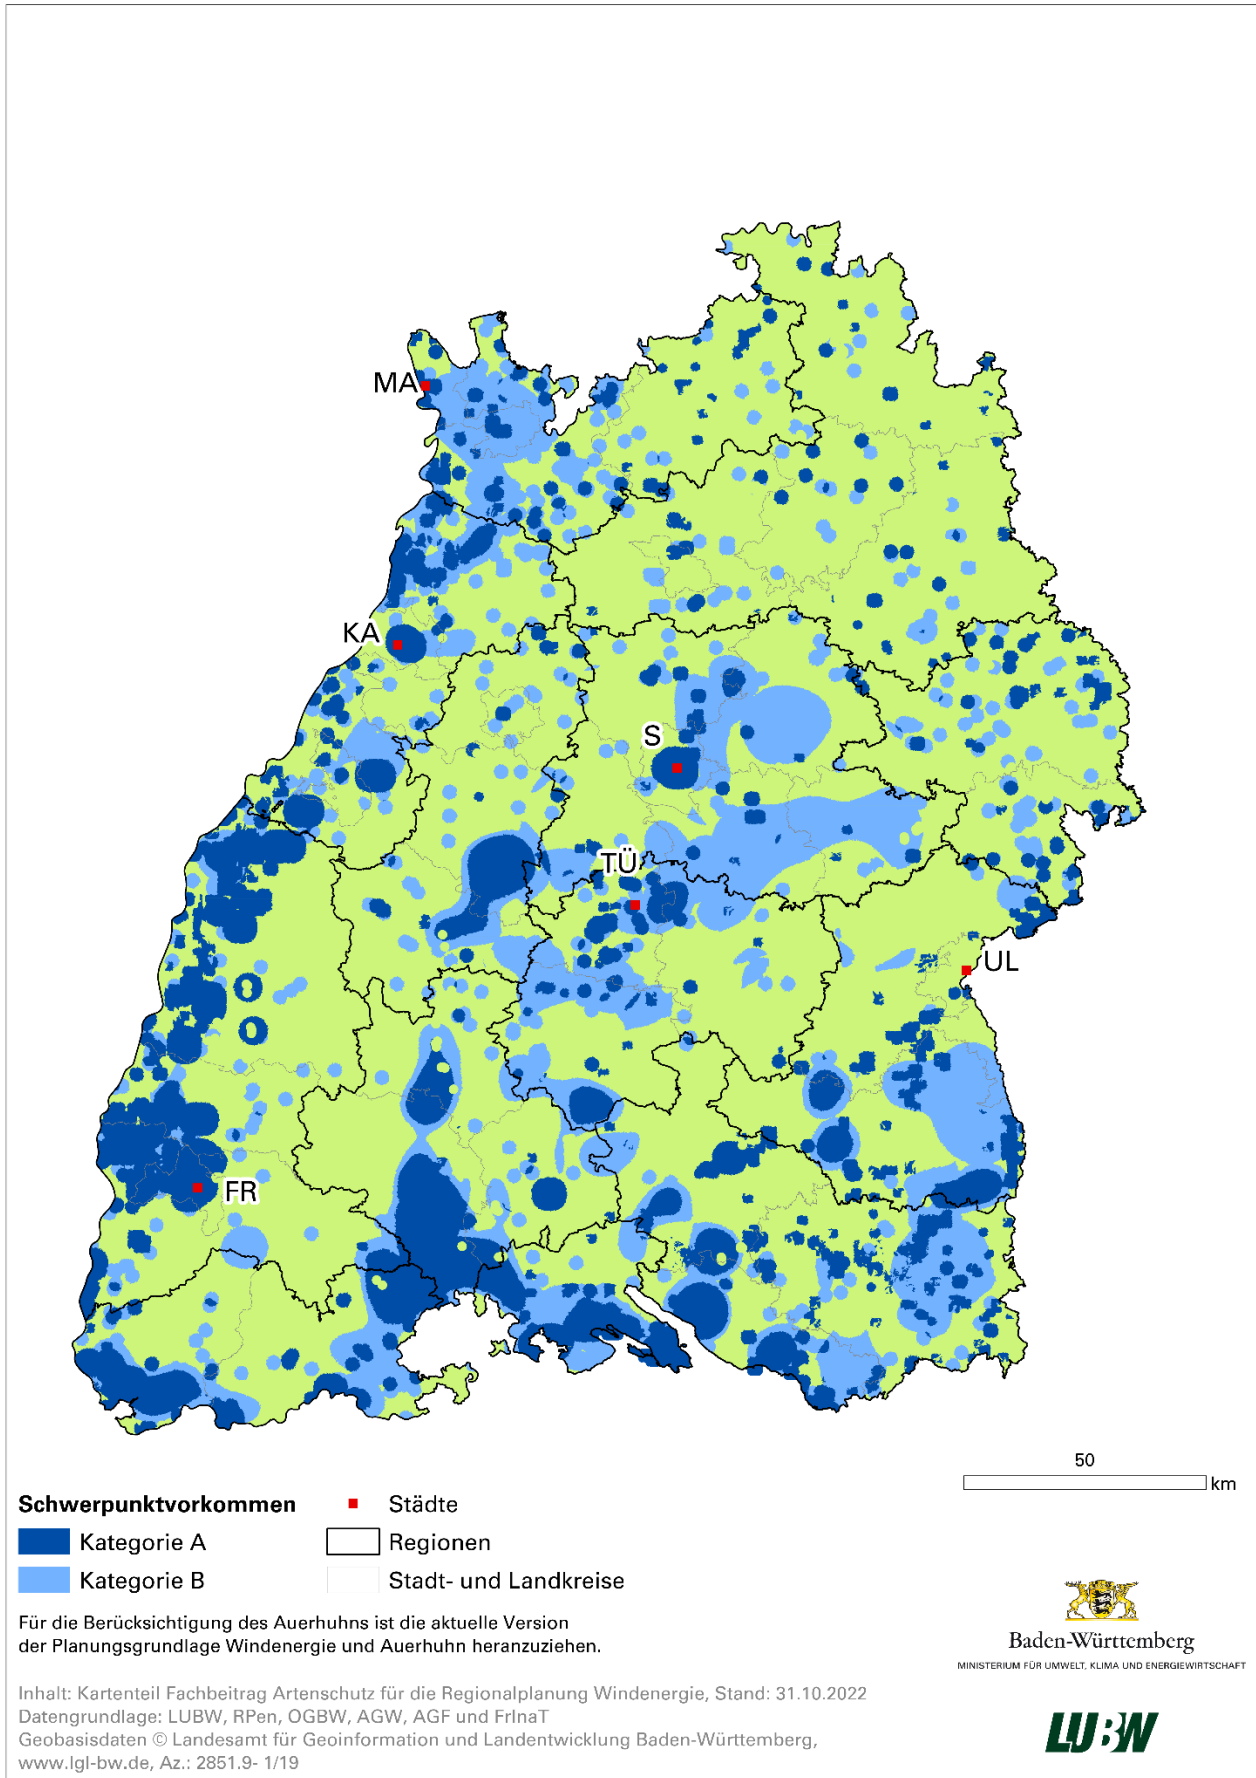 MA
KA
S
TÜ
UL
FR
50
km
Schwerpunktvorkommen
Städte
Kategorie A
Regionen
Kategorie B
Stadt- und Landkreise
Für die Berücksichtigung des Auerhuhns ist die aktuelle Version
der Planungsgrundlage Windenergie und Auerhuhn heranzuziehen.
Baden-Württemberg
MINISTERIUM FÜR UMWELT, KLIMA UND ENERGIEWIRTSCHAFT
Inhalt: Kartenteil Fachbeitrag Artenschutz für die Regionalplanung Windenergie, Stand: 31.10.2022
Datengrundlage: LUBW, RPen, OGBW, AGW, AGF und FrInaT
Geobasisdaten © Landesamt für Geoinformation und Landentwicklung Baden-Württemberg,
www.lgl-bw.de, Az.: 2851.9- 1/19
LUBW